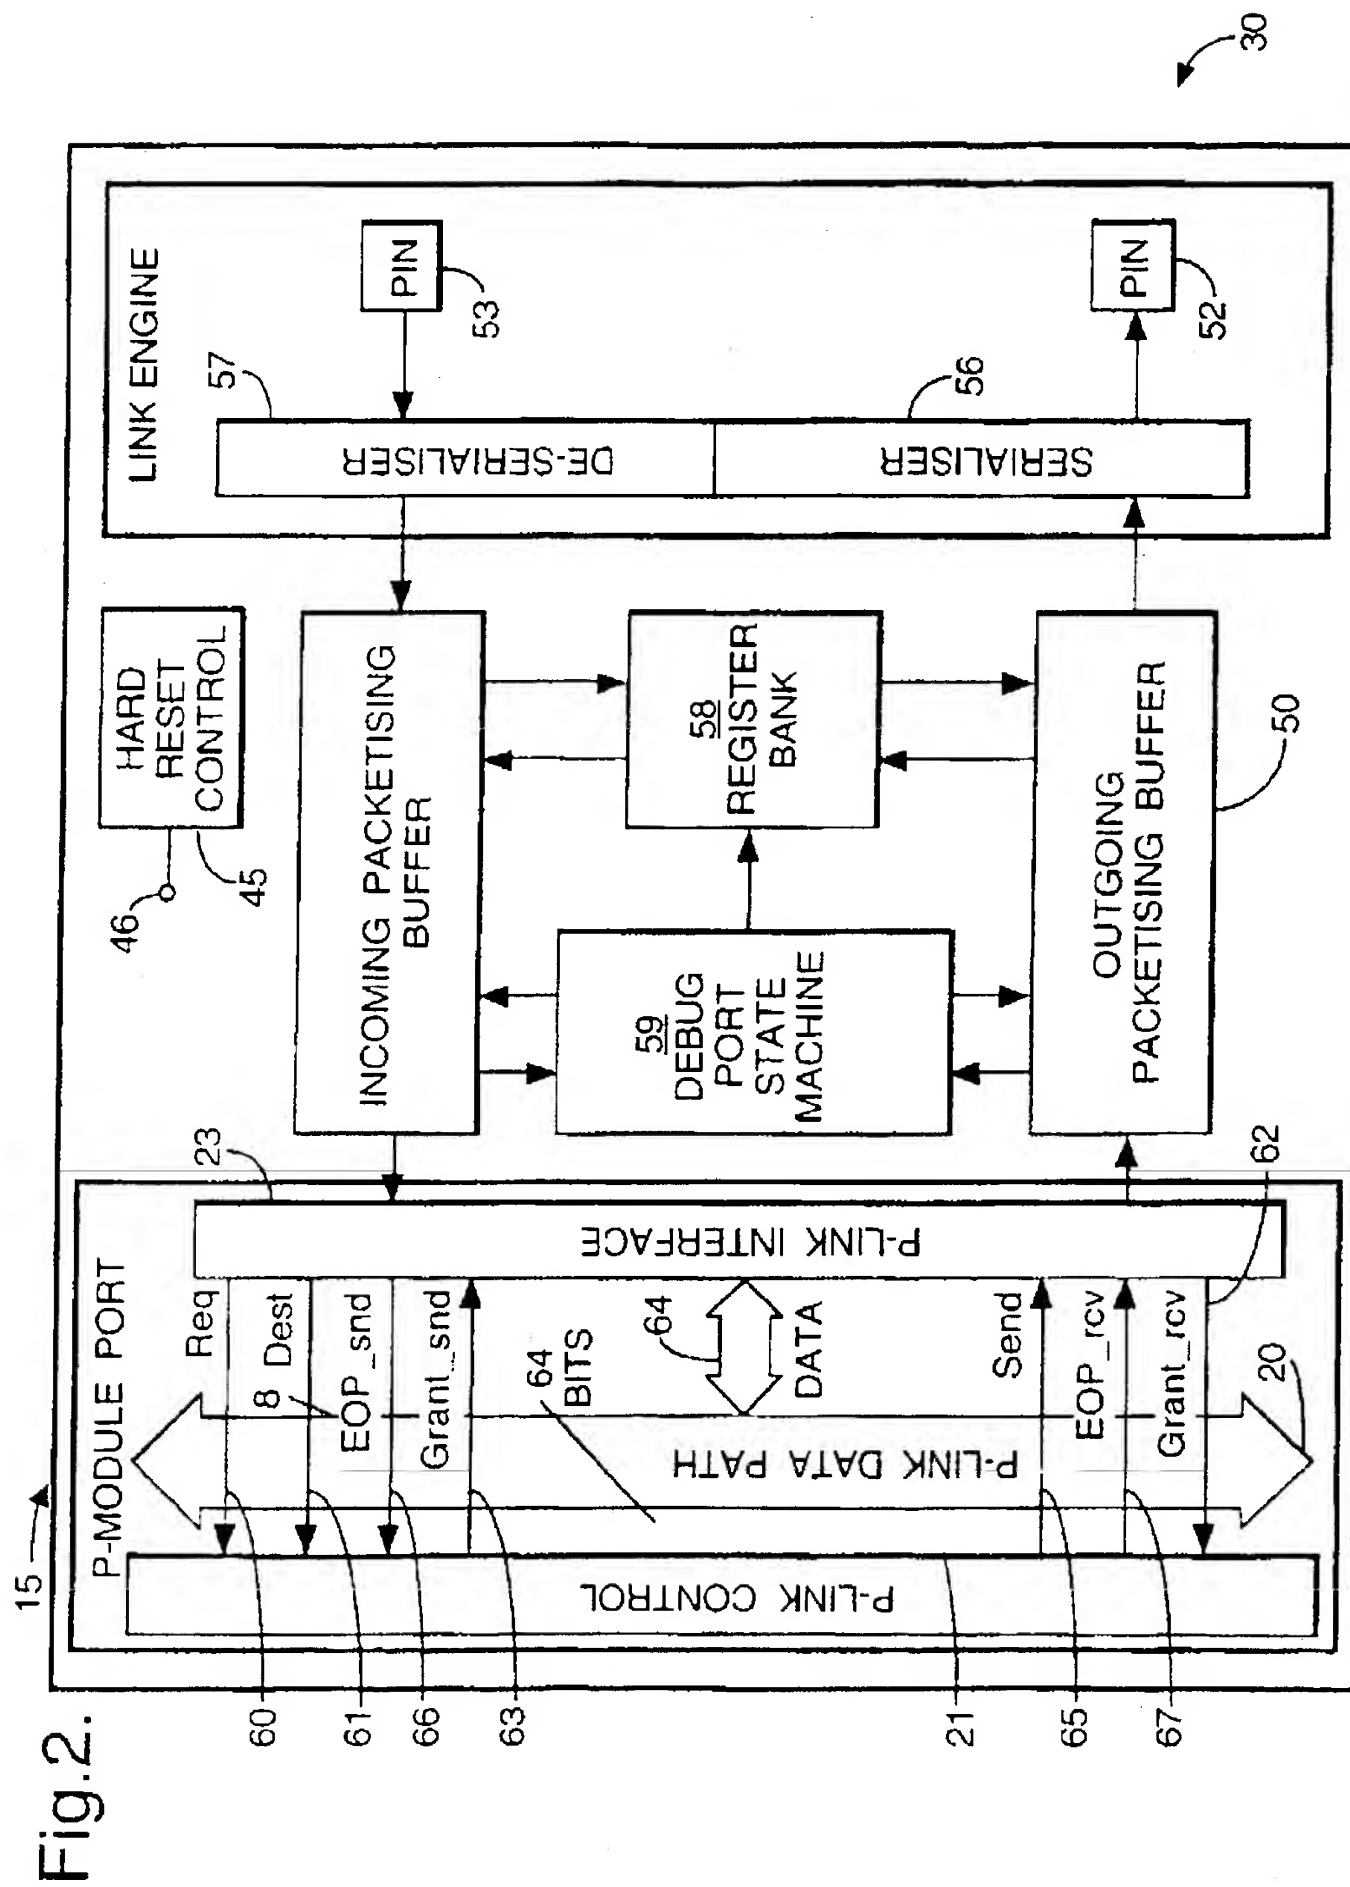 Fig.2.
15
P-MODULE PORT
P-LINK CONTROL
Req
Dest
8
EOP_snd
Grant_snd
64
BITS
P-LINK DATA PATH
64
DATA
Send
EOP_rcv
Grant_rcv
20
60
61
66
63
21
65
67
23
P-LINK INTERFACE
62
46
45
HARD
RESET
CONTROL
INCOMING PACKETISING
BUFFER
59
DEBUG
PORT
STATE
MACHINE
58
REGISTER
BANK
OUTGOING
PACKETISING BUFFER
50
LINK ENGINE
57
DE-SERIALISER
56
SERIALISER
PIN
53
PIN
52
30